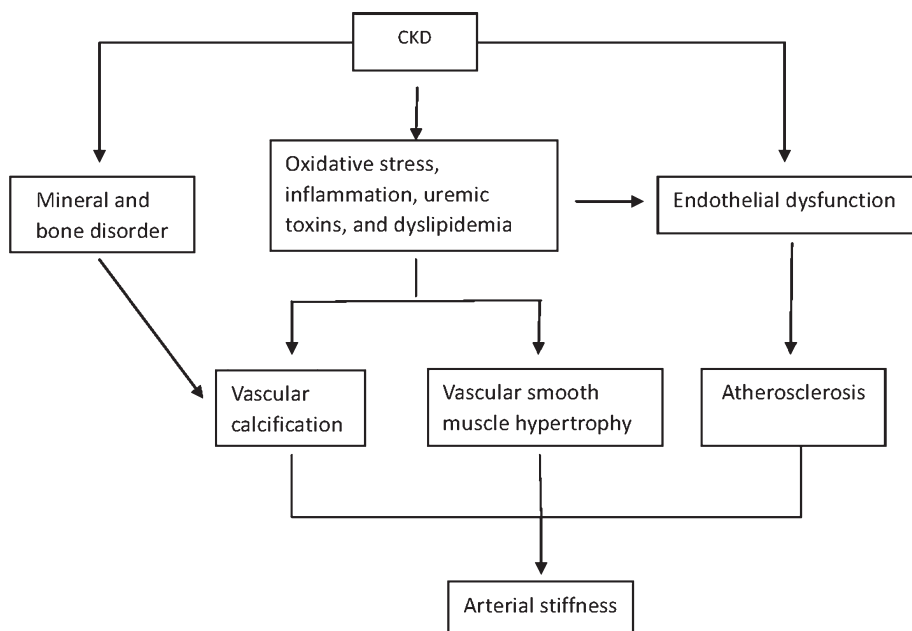 CKD
Oxidative stress,
inflammation, uremic
toxins, and dyslipidemia
Mineral and
bone disorder
Endothelial dysfunction
Vascular
calcification
Vascular smooth
muscle hypertrophy
Atherosclerosis
Arterial stiffness